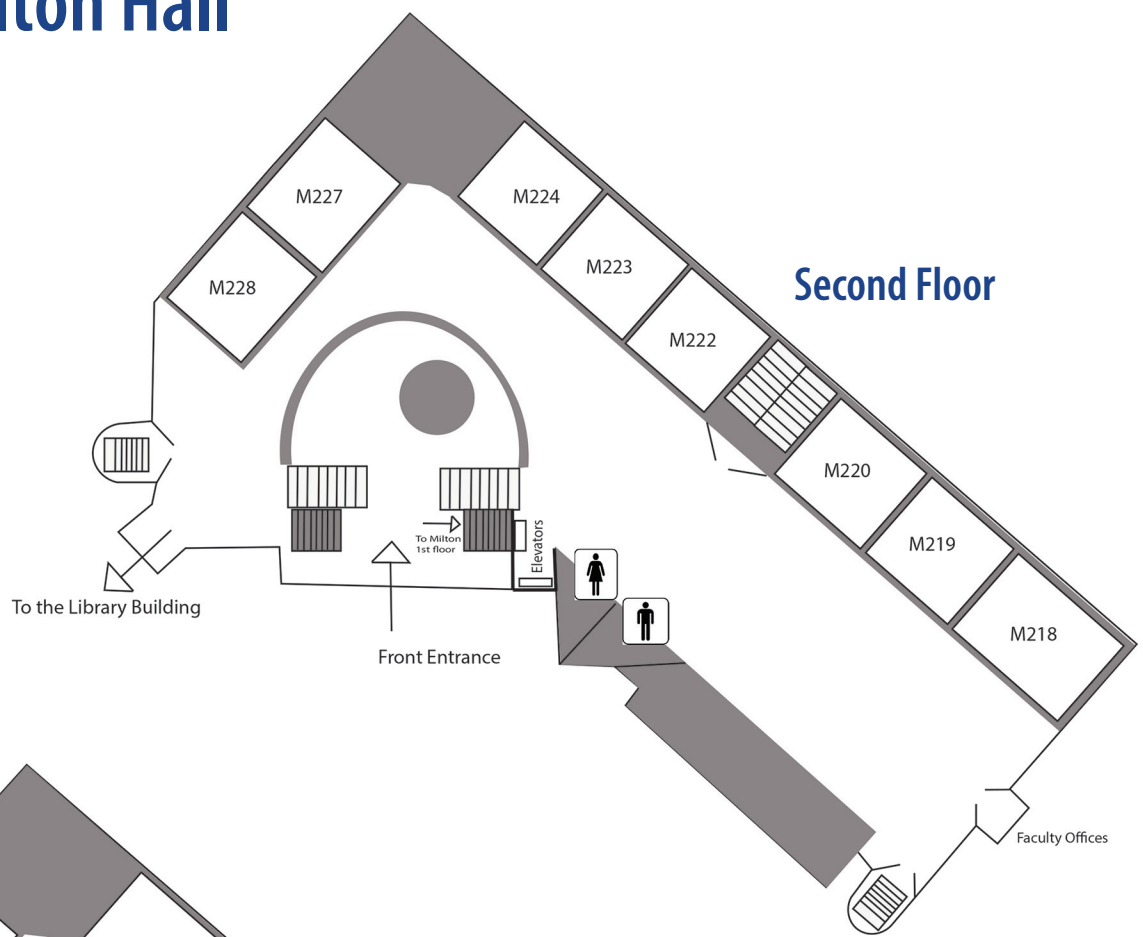 lton Hall
Second Floor
M227
M228
M224
M223
M222
M220
M219
M218
Elevators
To Milton
1st floor
To the Library Building
Front Entrance
Faculty Offices